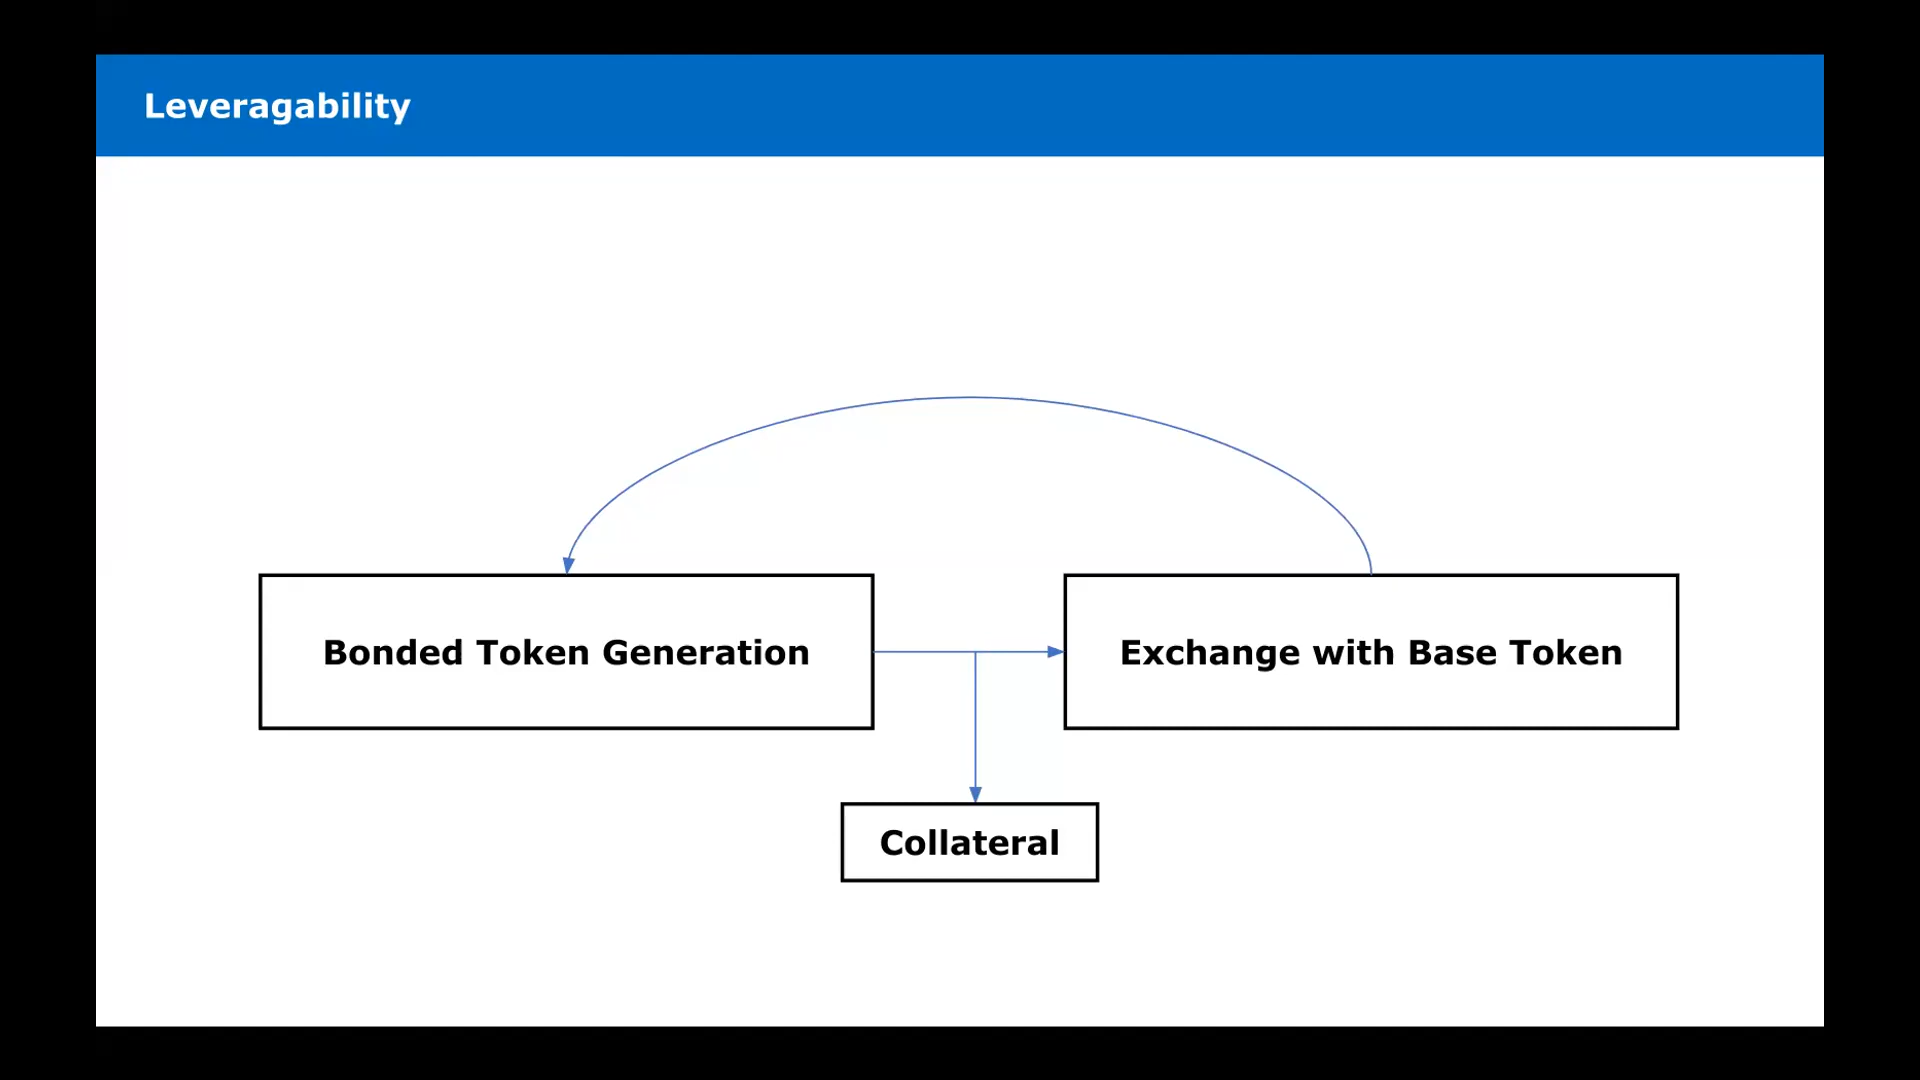 Leveragability
Bonded Token Generation
Exchange with Base Token
Collateral